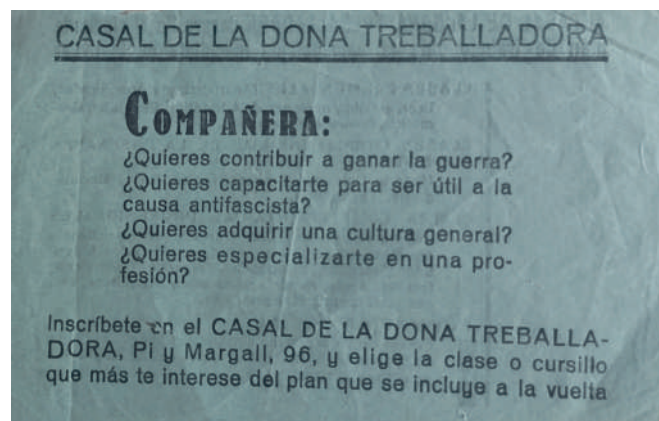 CASAL DE LA DONA TREBALLADORA
COMPAÑERA:
¿Quieres contribuir a ganar la guerra?
¿Quieres capacitarte para ser útil a la
causa antifascista?
¿Quieres adquirir una cultura general?
¿Quieres especializarte en una pro-
fesión?
Inscríbete en el CASAL DE LA DONA TREBALLA-
DORA, Pi y Margall, 96, y elige la clase o cursillo
que más te interese del plan que se incluye a la vuelta